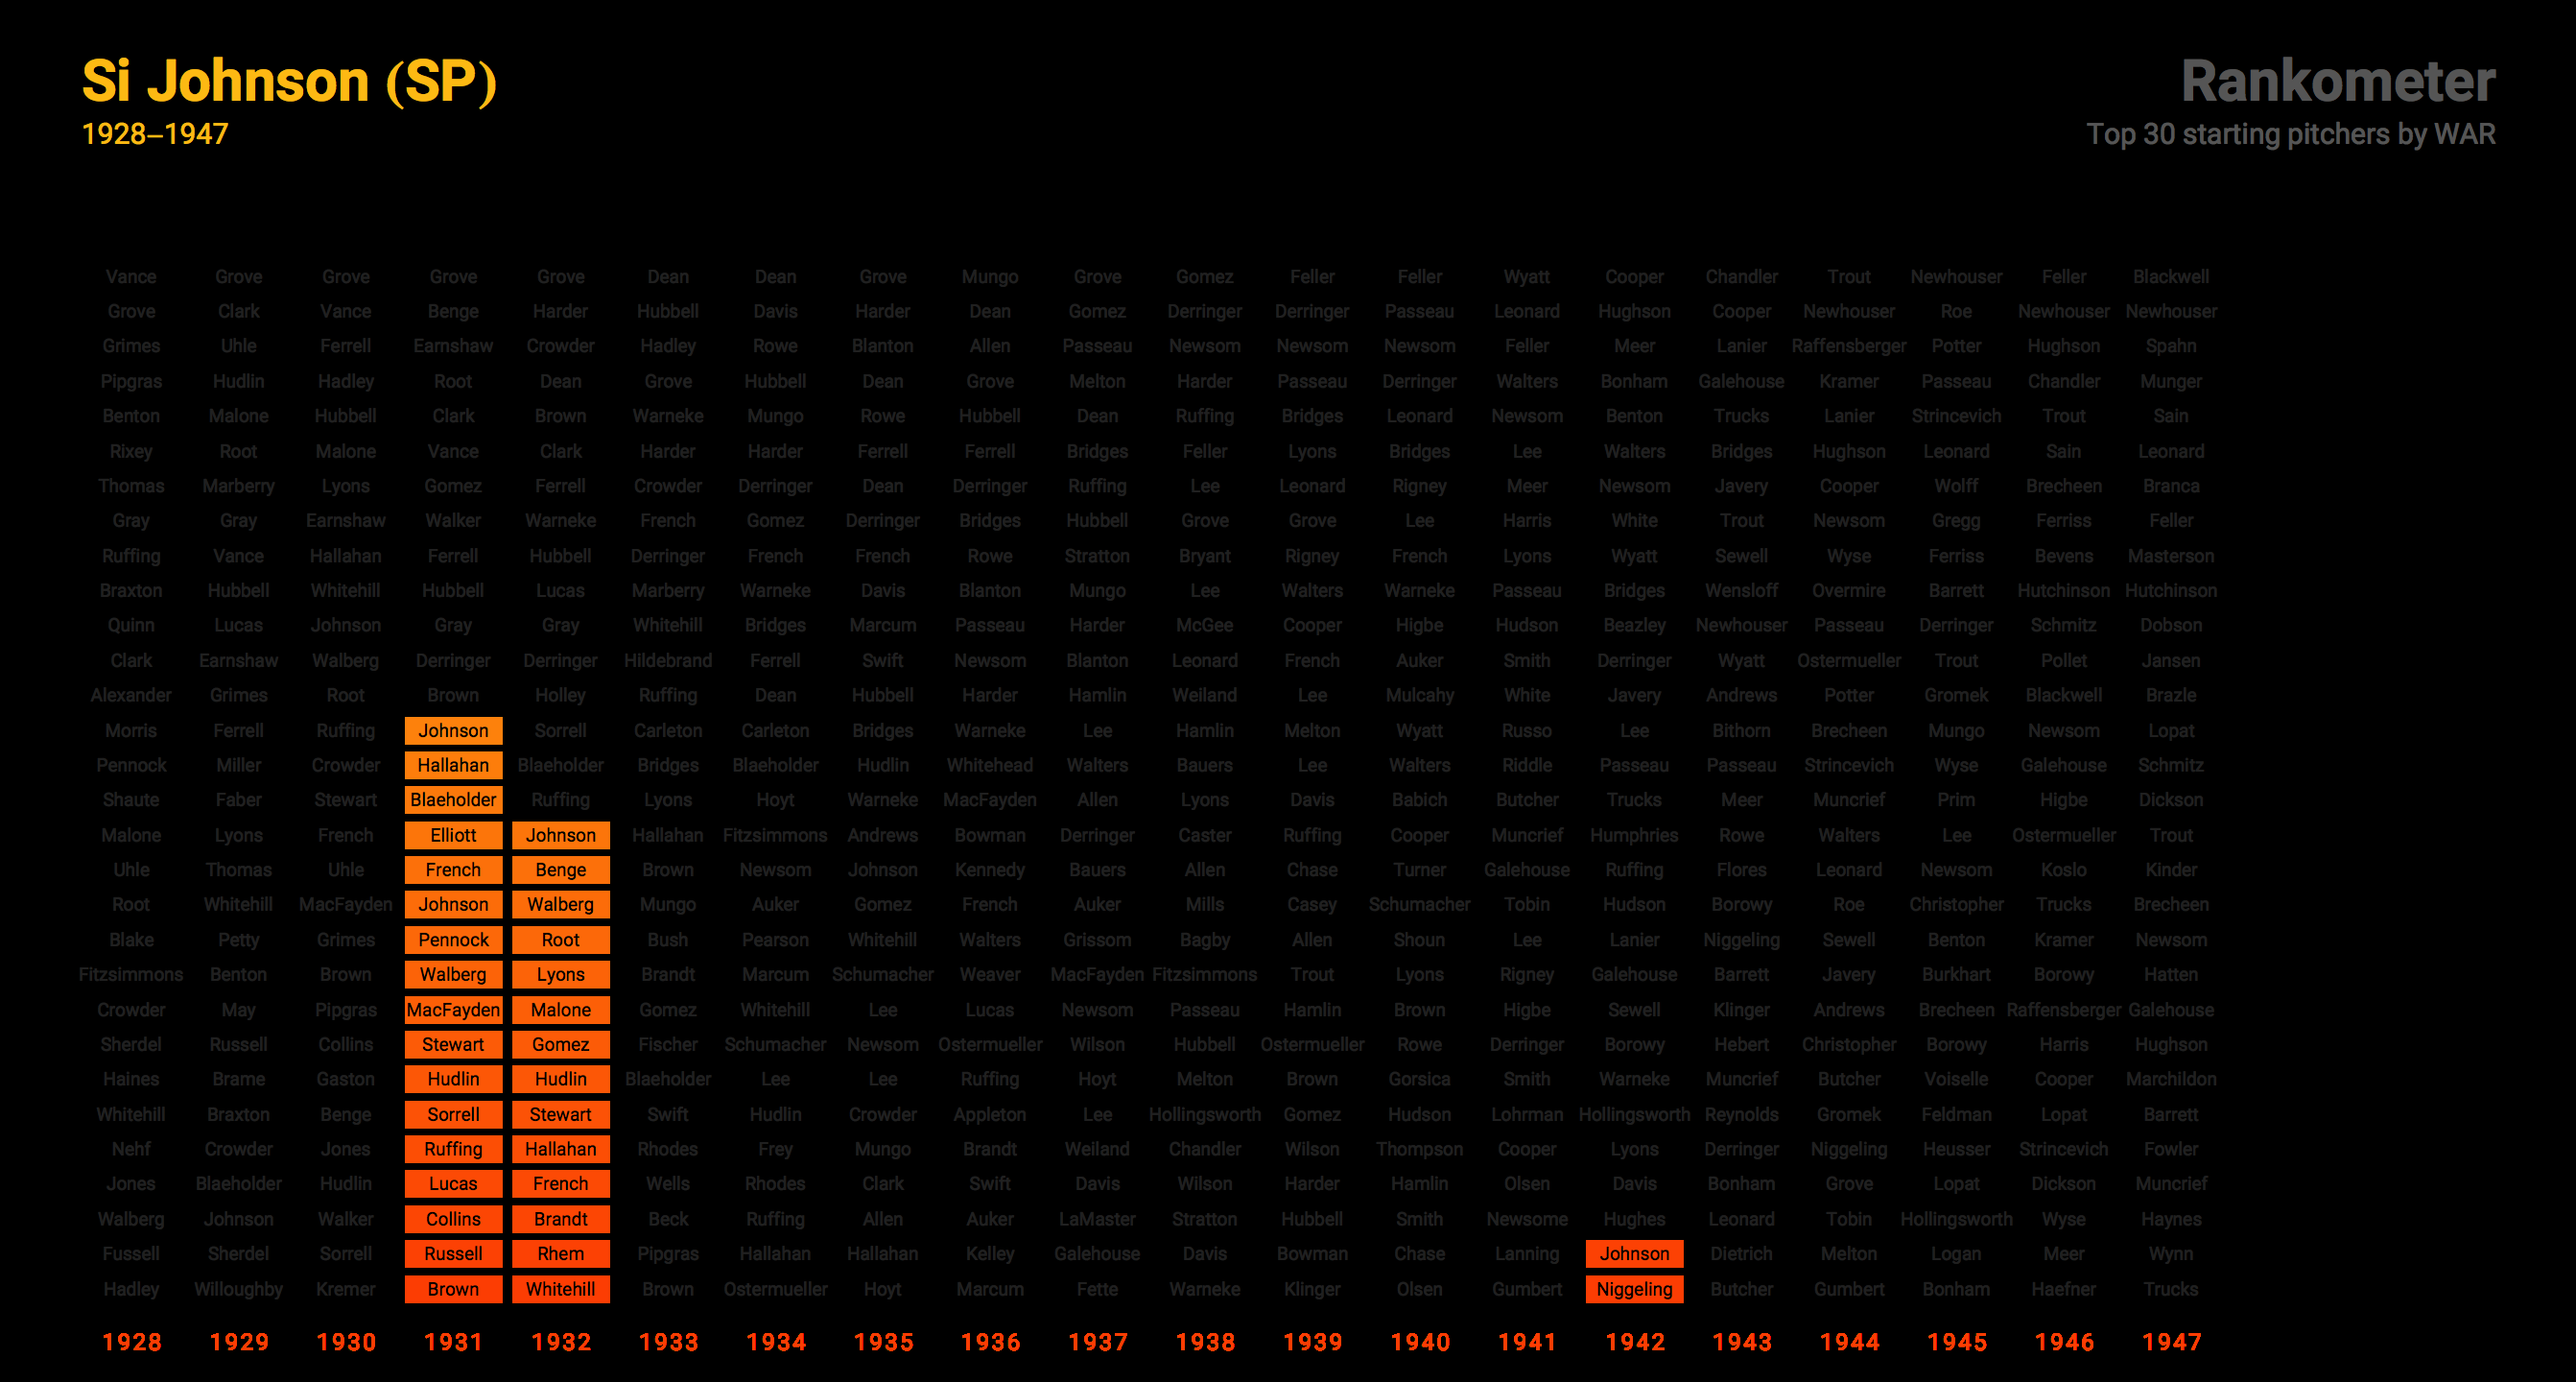 Si Johnson (SP)
1928–1947
Rankometer
Top 30 starting pitchers by WAR
Vance Grove Grove Grove Grove Dean Dean Grove Mungo Grove Gomez Feller Feller Wyatt Cooper Chandler Trout Newhouser Feller Blackwell
Grove Clark Vance Benge Harder Hubbell Davis Harder Dean Gomez Derringer Derringer Passeau Leonard Hughson Cooper Newhouser Roe Newhouser Newhouser
Grimes Uhle Ferrell Earnshaw Crowder Hadley Rowe Blanton Allen Passeau Newsom Newsom Newsom Feller Meer Lanier Raffensberger Potter Hughson Spahn
Pipgras Hudlin Hadley Root Dean Grove Hubbell Dean Grove Melton Harder Passeau Derringer Walters Bonham Galehouse Kramer Passeau Chandler Munger
Benton Malone Hubbell Clark Brown Warneke Mungo Rowe Hubbell Dean Ruffing Bridges Leonard Newsom Benton Trucks Lanier Strincevich Trout Sain
Rixey Root Malone Vance Clark Harder Harder Ferrell Ferrell Bridges Feller Lyons Bridges Lee Walters Bridges Hughson Leonard Sain Leonard
Thomas Marberry Lyons Gomez Ferrell Crowder Derringer Dean Derringer Ruffing Lee Leonard Rigney Meer Newsom Javery Cooper Wolff Brecheen Branca
Gray Gray Earnshaw Walker Warneke French Gomez Derringer Bridges Hubbell Grove Grove Lee Harris White Trout Newsom Gregg Ferriss Feller
Ruffing Vance Hallahan Ferrell Hubbell Derringer French French Rowe Stratton Bryant Rigney French Lyons Wyatt Sewell Wyse Ferriss Bevens Masterson
Braxton Hubbell Whitehill Hubbell Lucas Marberry Warneke Davis Blanton Mungo Lee Walters Warneke Passeau Bridges Wensloff Overmire Barrett Hutchinson Hutchinson
Quinn Lucas Johnson Gray Gray Whitehill Bridges Marcum Passeau Harder McGee Cooper Higbe Hudson Beazley Newhouser Passeau Derringer Schmitz Dobson
Clark Earnshaw Walberg Derringer Derringer Hildebrand Ferrell Swift Newsom Blanton Leonard French Auker Smith Derringer Wyatt Ostermueller Trout Pollet Jansen
Alexander Grimes Root Brown Holley Ruffing Dean Hubbell Harder Hamlin Weiland Lee Mulcahy White Javery Andrews Potter Gromek Blackwell Brazle
Morris Ferrell Ruffing Johnson Sorrell Carleton Carleton Bridges Warneke Lee Hamlin Melton Wyatt Russo Lee Bithorn Brecheen Mungo Newsom Lopat
Pennock Miller Crowder Hallahan Blaeholder Bridges Blaeholder Hudlin Whitehead Walters Bauers Lee Walters Riddle Passeau Passeau Strincevich Wyse Galehouse Schmitz
Shaute Faber Stewart Blaeholder Ruffing Lyons Hoyt Warneke MacFayden Allen Lyons Davis Babich Butcher Trucks Meer Muncrief Prim Higbe Dickson
Malone Lyons French Elliott Johnson Hallahan Fitzsimmons Andrews Bowman Derringer Caster Ruffing Cooper Muncrief Humphries Rowe Walters Lee Ostermueller Trout
Uhle Thomas Uhle French Benge Brown Newsom Johnson Kennedy Bauers Allen Chase Turner Galehouse Ruffing Flores Leonard Newsom Koslo Kinder
Root Whitehill MacFayden Johnson Walberg Mungo Auker Gomez French Auker Mills Casey Schumacher Tobin Hudson Borowy Roe Christopher Trucks Brecheen
Blake Petty Grimes Pennock Root Bush Pearson Whitehill Walters Grissom Bagby Allen Shoun Lee Lanier Niggeling Sewell Benton Kramer Newsom
Fitzsimmons Benton Brown Walberg Lyons Brandt Marcum Schumacher Weaver MacFayden Fitzsimmons Trout Lyons Rigney Galehouse Barrett Javery Burkhart Borowy Hatten
Crowder May Pipgras MacFayden Malone Gomez Whitehill Lee Lucas Newsom Passeau Hamlin Brown Higbe Sewell Klinger Andrews Brecheen Raffensberger Galehouse
Sherdel Russell Collins Stewart Gomez Fischer Schumacher Newsom Ostermueller Wilson Hubbell Ostermueller Rowe Derringer Borowy Hebert Christopher Borowy Harris Hughson
Haines Brame Gaston Hudlin Hudlin Blaeholder Lee Lee Ruffing Hoyt Melton Brown Gorsica Smith Warneke Muncrief Butcher Voiselle Cooper Marchildon
Whitehill Braxton Benge Sorrell Stewart Swift Hudlin Crowder Appleton Lee Hollingsworth Gomez Hudson Lohrman Hollingsworth Reynolds Gromek Feldman Lopat Barrett
Nehf Crowder Jones Ruffing Hallahan Rhodes Frey Mungo Brandt Weiland Chandler Wilson Thompson Cooper Lyons Derringer Niggeling Heusser Strincevich Fowler
Jones Blaeholder Hudlin Lucas French Wells Rhodes Clark Swift Davis Wilson Harder Hamlin Olsen Davis Bonham Grove Lopat Dickson Muncrief
Walberg Johnson Walker Collins Brandt Beck Ruffing Allen Auker LaMaster Stratton Hubbell Smith Newsome Hughes Leonard Tobin Hollingsworth Wyse Haynes
Fussell Sherdel Sorrell Russell Rhem Pipgras Hallahan Hallahan Kelley Galehouse Davis Bowman Chase Lanning Johnson Dietrich Melton Logan Meer Wynn
Hadley Willoughby Kremer Brown Whitehill Brown Ostermueller Hoyt Marcum Fette Warneke Klinger Olsen Gumbert Niggeling Butcher Gumbert Bonham Haefner Trucks
1928 1929 1930 1931 1932 1933 1934 1935 1936 1937 1938 1939 1940 1941 1942 1943 1944 1945 1946 1947